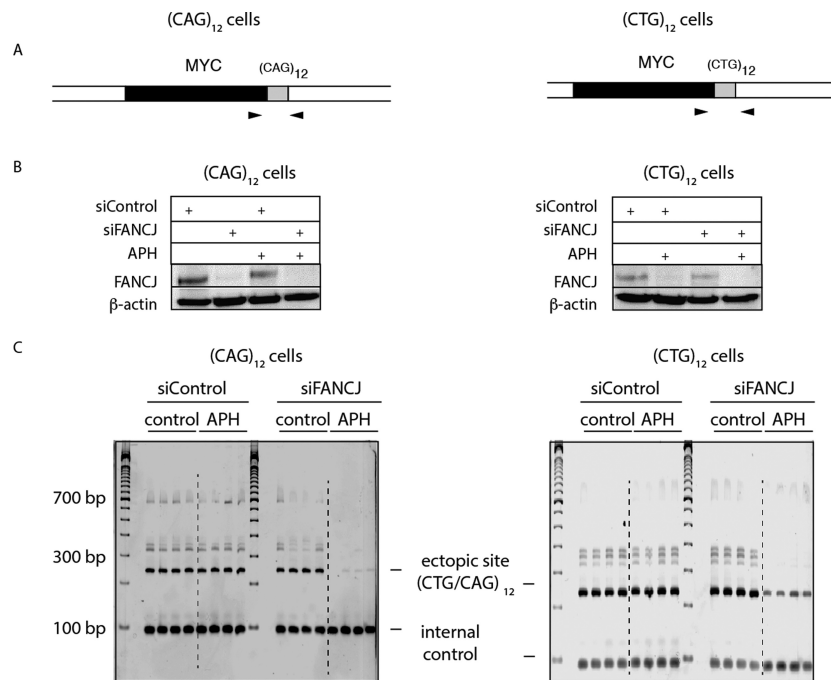 (CAG)12 cells (CTG)12 cells
A
MYC (CAG)12 MYC (CTG)12
B
(CAG)12 cells (CTG)12 cells
siControl + + siControl + +
siFANCJ + + siFANCJ + +
APH + + APH + +
FANCJ FANCJ
β-actin β-actin
C
(CAG)12 cells (CTG)12 cells
siControl siFANCJ siControl siFANCJ
control APH control APH control APH control APH
700 bp
300 bp
ectopic site
(CTG/CAG)12
100 bp
internal
control